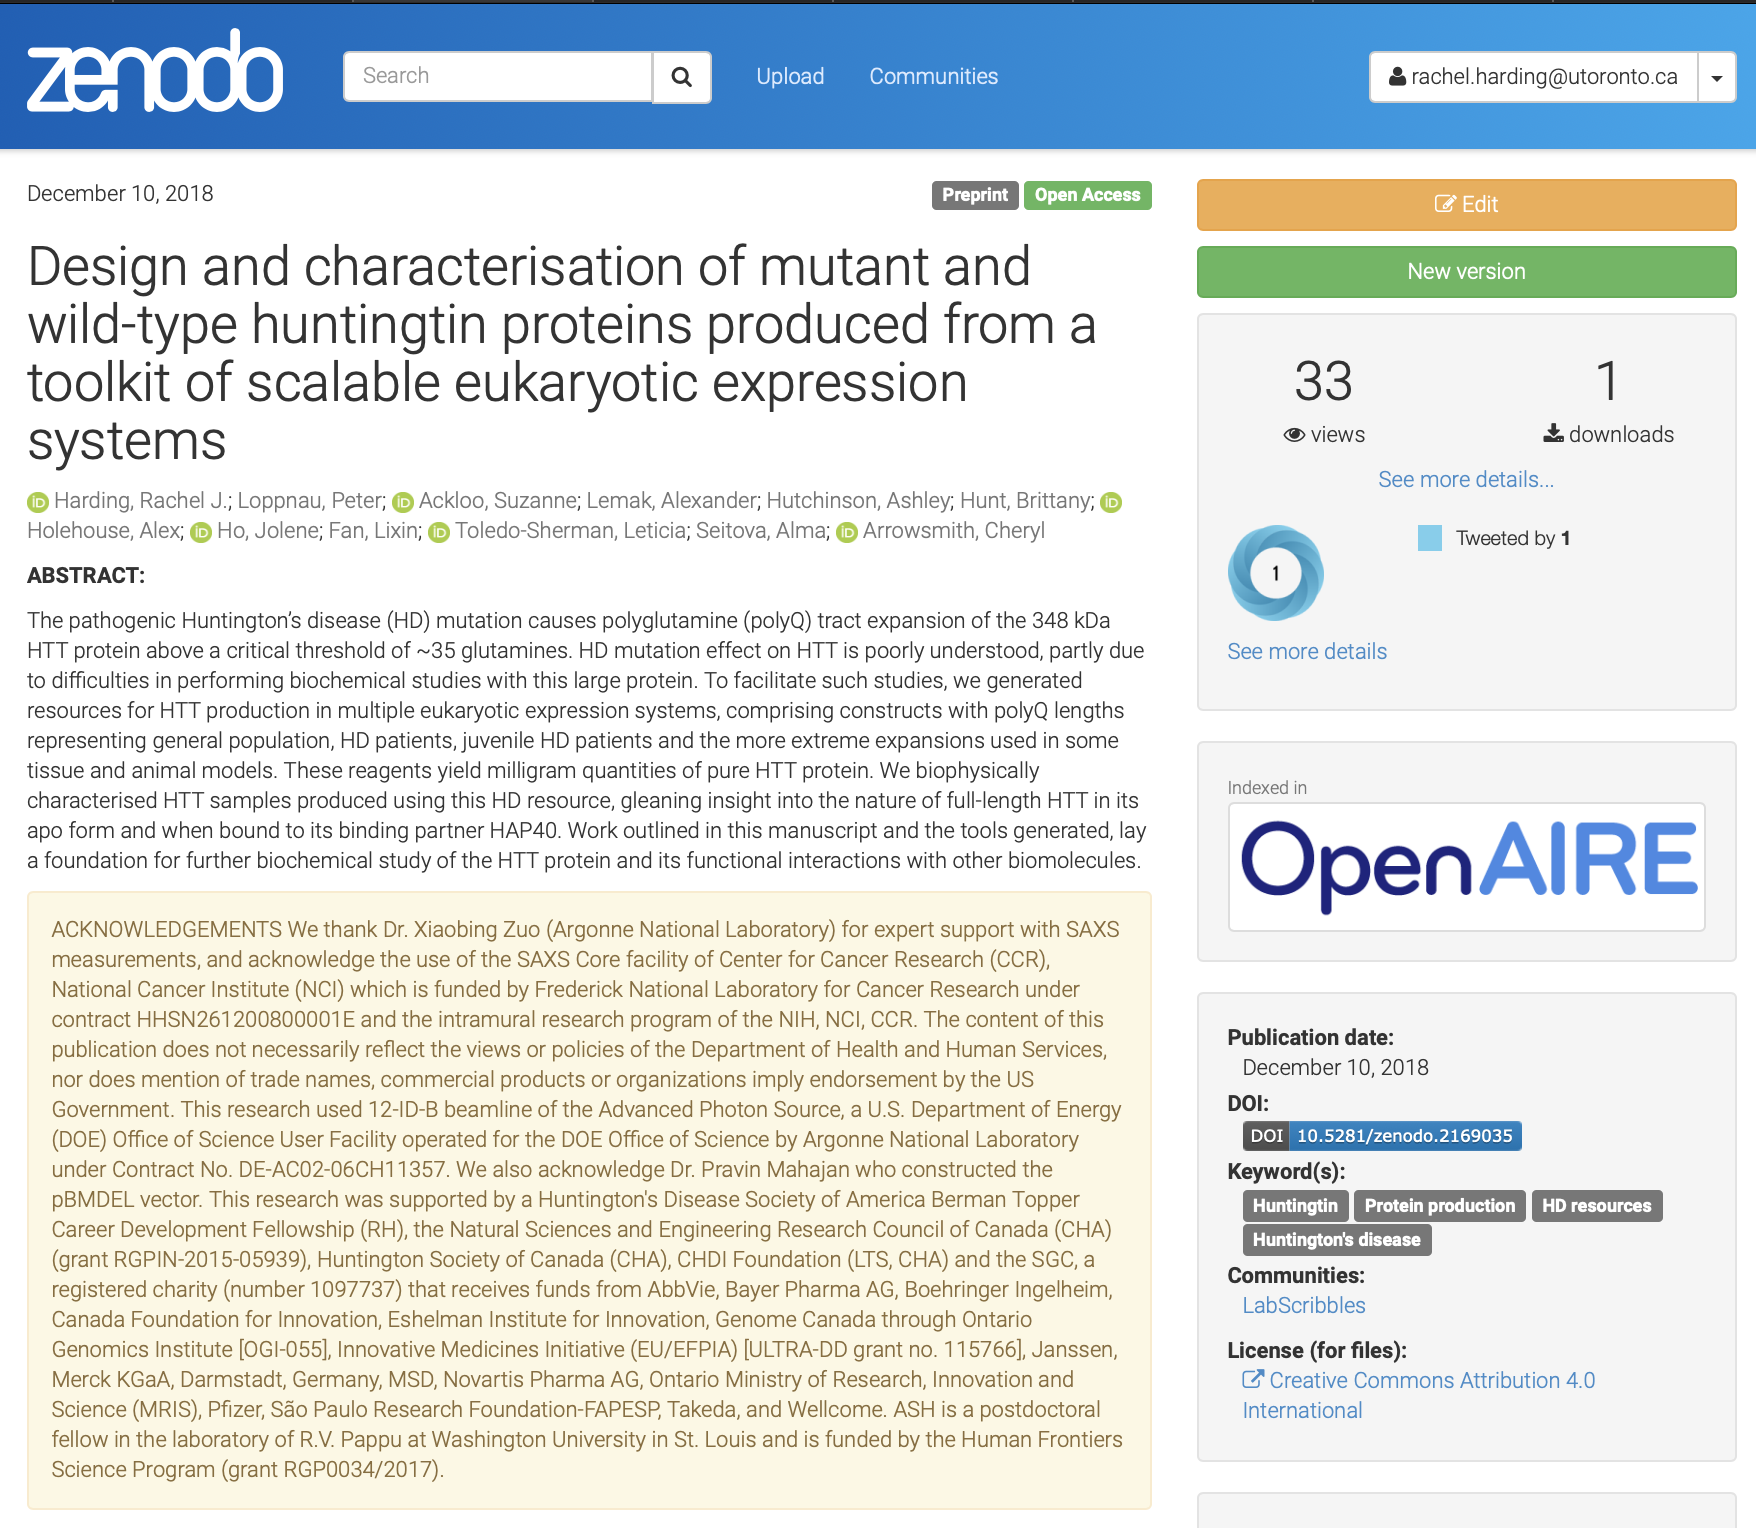 zenodo
Search
Upload
Communities
rachel.harding@utoronto.ca
December 10, 2018
Preprint
Open Access
Design and characterisation of mutant and
wild-type huntingtin proteins produced from a
toolkit of scalable eukaryotic expression
systems
iD Harding, Rachel J.; Loppnau, Peter; iD Ackloo, Suzanne; Lemak, Alexander; Hutchinson, Ashley; Hunt, Brittany; iD
Holehouse, Alex; iD Ho, Jolene; Fan, Lixin; iD Toledo-Sherman, Leticia; Seitova, Alma; iD Arrowsmith, Cheryl
ABSTRACT:
The pathogenic Huntington’s disease (HD) mutation causes polyglutamine (polyQ) tract expansion of the 348 kDa
HTT protein above a critical threshold of ~35 glutamines. HD mutation effect on HTT is poorly understood, partly due
to difficulties in performing biochemical studies with this large protein. To facilitate such studies, we generated
resources for HTT production in multiple eukaryotic expression systems, comprising constructs with polyQ lengths
representing general population, HD patients, juvenile HD patients and the more extreme expansions used in some
tissue and animal models. These reagents yield milligram quantities of pure HTT protein. We biophysically
characterised HTT samples produced using this HD resource, gleaning insight into the nature of full-length HTT in its
apo form and when bound to its binding partner HAP40. Work outlined in this manuscript and the tools generated, lay
a foundation for further biochemical study of the HTT protein and its functional interactions with other biomolecules.
ACKNOWLEDGEMENTS We thank Dr. Xiaobing Zuo (Argonne National Laboratory) for expert support with SAXS
measurements, and acknowledge the use of the SAXS Core facility of Center for Cancer Research (CCR),
National Cancer Institute (NCI) which is funded by Frederick National Laboratory for Cancer Research under
contract HHSN261200800001E and the intramural research program of the NIH, NCI, CCR. The content of this
publication does not necessarily reflect the views or policies of the Department of Health and Human Services,
nor does mention of trade names, commercial products or organizations imply endorsement by the US
Government. This research used 12-ID-B beamline of the Advanced Photon Source, a U.S. Department of Energy
(DOE) Office of Science User Facility operated for the DOE Office of Science by Argonne National Laboratory
under Contract No. DE-AC02-06CH11357. We also acknowledge Dr. Pravin Mahajan who constructed the
pBMDEL vector. This research was supported by a Huntington's Disease Society of America Berman Topper
Career Development Fellowship (RH), the Natural Sciences and Engineering Research Council of Canada (CHA)
(grant RGPIN-2015-05939), Huntington Society of Canada (CHA), CHDI Foundation (LTS, CHA) and the SGC, a
registered charity (number 1097737) that receives funds from AbbVie, Bayer Pharma AG, Boehringer Ingelheim,
Canada Foundation for Innovation, Eshelman Institute for Innovation, Genome Canada through Ontario
Genomics Institute [OGI-055], Innovative Medicines Initiative (EU/EFPIA) [ULTRA-DD grant no. 115766], Janssen,
Merck KGaA, Darmstadt, Germany, MSD, Novartis Pharma AG, Ontario Ministry of Research, Innovation and
Science (MRIS), Pfizer, São Paulo Research Foundation-FAPESP, Takeda, and Wellcome. ASH is a postdoctoral
fellow in the laboratory of R.V. Pappu at Washington University in St. Louis and is funded by the Human Frontiers
Science Program (grant RGP0034/2017).
Edit
New version
33
1
views
downloads
See more details...
1
Tweeted by 1
See more details
Indexed in
OpenAIRE
Publication date:
December 10, 2018
DOI:
DOI 10.5281/zenodo.2169035
Keyword(s):
Huntingtin
Protein production
HD resources
Huntington's disease
Communities:
LabScribbles
License (for files):
Creative Commons Attribution 4.0
International